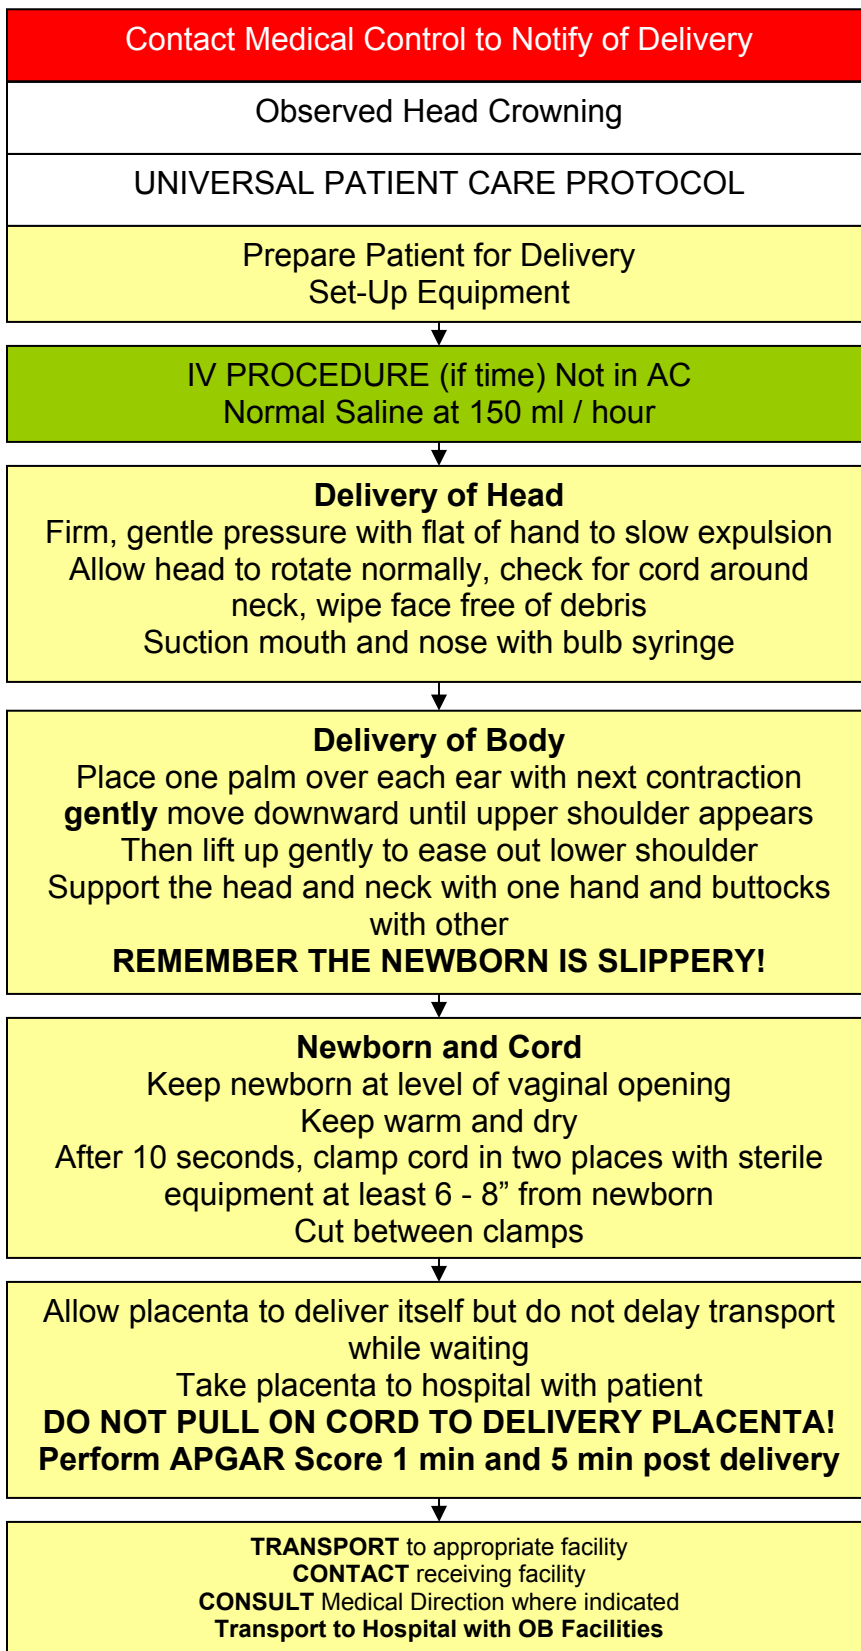 Contact Medical Control to Notify of Delivery
Observed Head Crowning
UNIVERSAL PATIENT CARE PROTOCOL
Prepare Patient for Delivery
Set-Up Equipment
IV PROCEDURE (if time) Not in AC
Normal Saline at 150 ml / hour
Delivery of Head
Firm, gentle pressure with flat of hand to slow expulsion
Allow head to rotate normally, check for cord around
neck, wipe face free of debris
Suction mouth and nose with bulb syringe
Delivery of Body
Place one palm over each ear with next contraction
gently move downward until upper shoulder appears
Then lift up gently to ease out lower shoulder
Support the head and neck with one hand and buttocks
with other
REMEMBER THE NEWBORN IS SLIPPERY!
Newborn and Cord
Keep newborn at level of vaginal opening
Keep warm and dry
After 10 seconds, clamp cord in two places with sterile
equipment at least 6 - 8” from newborn
Cut between clamps
Allow placenta to deliver itself but do not delay transport
while waiting
Take placenta to hospital with patient
DO NOT PULL ON CORD TO DELIVERY PLACENTA!
Perform APGAR Score 1 min and 5 min post delivery
TRANSPORT to appropriate facility
CONTACT receiving facility
CONSULT Medical Direction where indicated
Transport to Hospital with OB Facilities